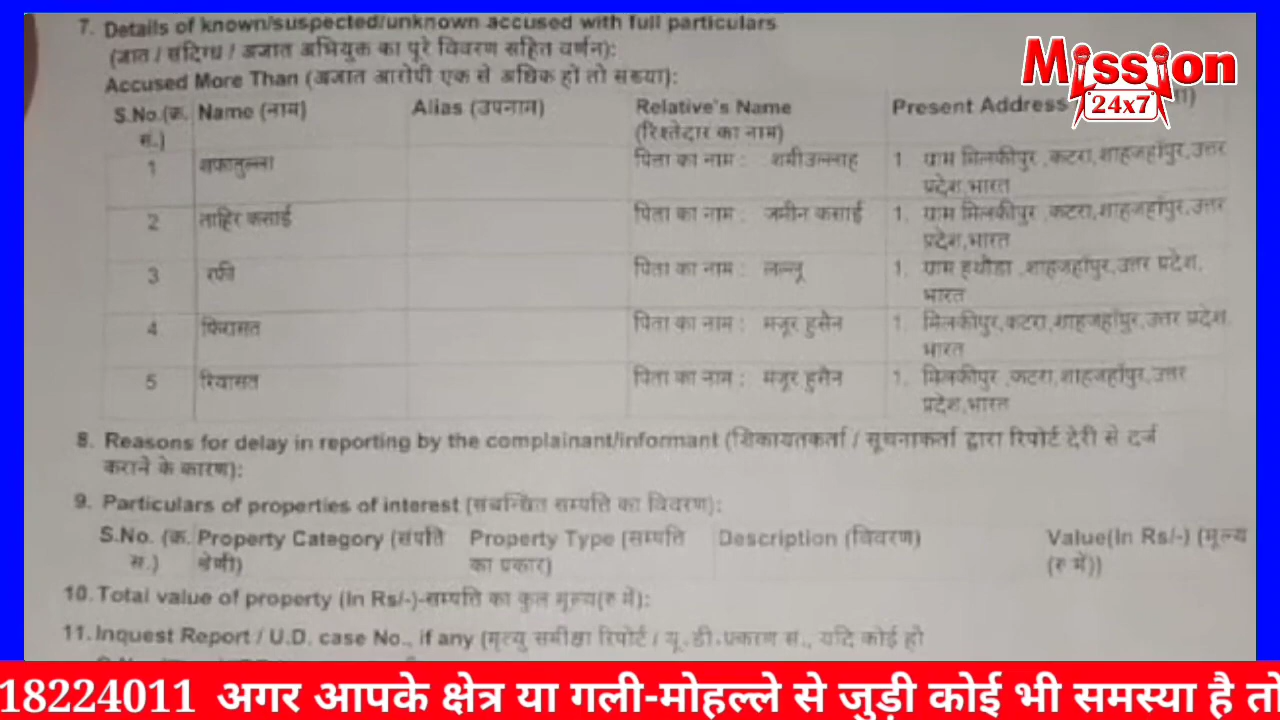 7. Details of known/suspected/unknown accused with full particulars
(ज्ञात / संदिग्ध / अज्ञात अभियुक्त का पूरे विवरण सहित वर्णन):
Accused More Than (अज्ञात आरोपी एक से अधिक हों तो संख्या):
S.No.(क्र. Name (नाम) Alias (उपनाम) Relative's Name Present Address
सं.) (रिश्तेदार का नाम)
1 शफातुल्ला पिता का नाम : शमीउल्लाह 1 ग्राम मिलकीपुर ,कटरा,शाहजहाँपुर,उत्तर
प्रदेश,भारत
2 ताहिर कसाई पिता का नाम : जमीन कसाई 1. ग्राम मिलकीपुर ,कटरा,शाहजहाँपुर,उत्तर
प्रदेश,भारत
3 रफी पिता का नाम : लल्लू 1. ग्राम हथौडा ,शाहजहाँपुर,उत्तर प्रदेश,
भारत
4 फिरासत पिता का नाम : मजूर हुसैन 1. मिलकीपुर,कटरा,शाहजहाँपुर,उत्तर प्रदेश,
भारत
5 रियासत पिता का नाम : मजूर हुसैन 1. मिलकीपुर ,कटरा,शाहजहाँपुर,उत्तर
प्रदेश,भारत
8. Reasons for delay in reporting by the complainant/informant (शिकायतकर्ता / सूचनाकर्ता द्वारा रिपोर्ट देरी से दर्ज
कराने के कारण):
9. Particulars of properties of interest (संबन्धित सम्पत्ति का विवरण):
S.No. (क्र. Property Category (संपत्ति Property Type (सम्पत्ति Description (विवरण) Value(In Rs/-) (मूल्य
सं.) श्रेणी) का प्रकार) (रु में))
10. Total value of property (In Rs/-)-सम्पत्ति का कुल मूल्य(रु में):
11. Inquest Report / U.D. case No., if any (मृत्यु समीक्षा रिपोर्ट / यू.डी.प्रकरण सं., यदि कोई हो
Mission
24x7
18224011 अगर आपके क्षेत्र या गली-मोहल्ले से जुड़ी कोई भी समस्या है तो